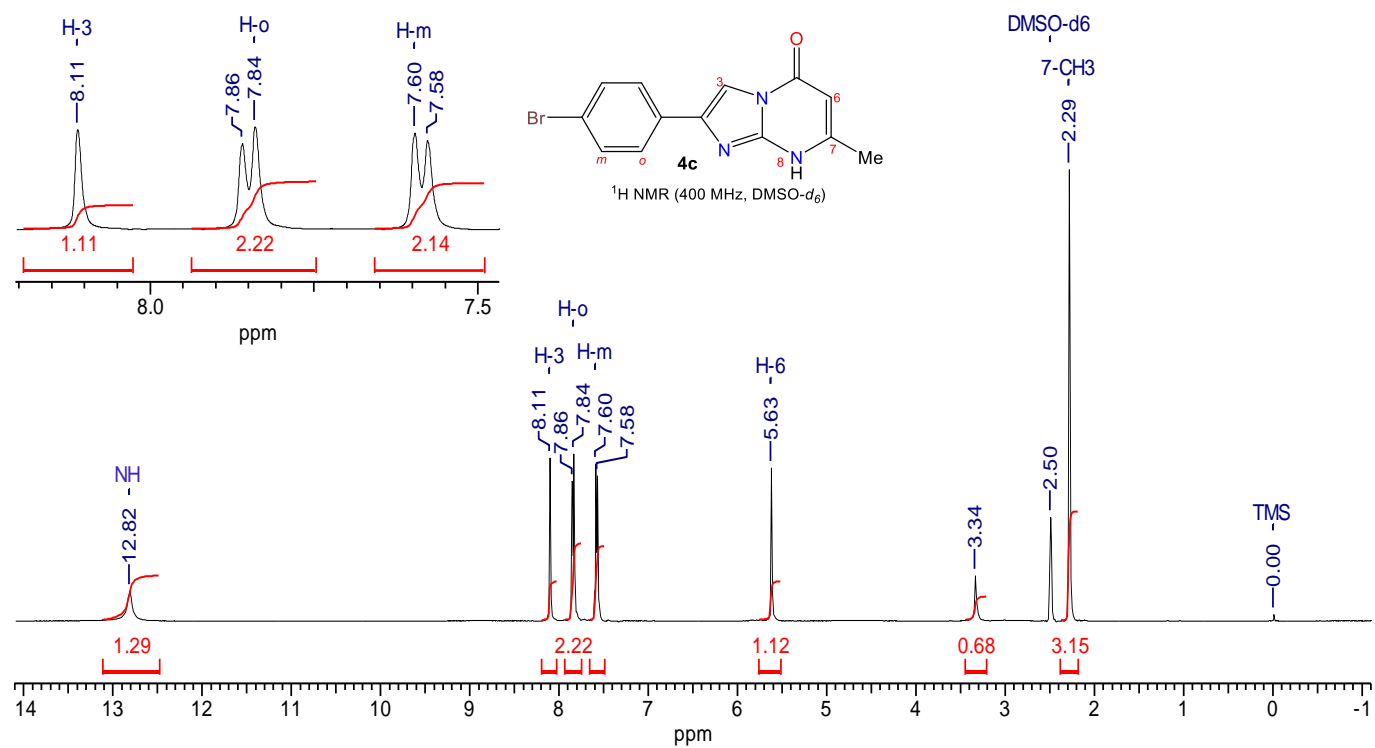 H-3
H-o
H-m
8.11
7.86
7.84
7.60
7.58
1.11
2.22
2.14
8.0
7.5
ppm
O
3
N
6
Br
N
N
H
8
7
Me
m
o
4c
¹H NMR (400 MHz, DMSO-d₆)
DMSO-d6
7-CH3
2.29
H-o
H-3
H-m
H-6
8.11
7.86
7.84
7.60
7.58
5.63
NH
12.82
3.34
2.50
TMS
0.00
1.29
2.22
1.12
0.68
3.15
14
13
12
11
10
9
8
7
6
5
4
3
2
1
0
-1
ppm